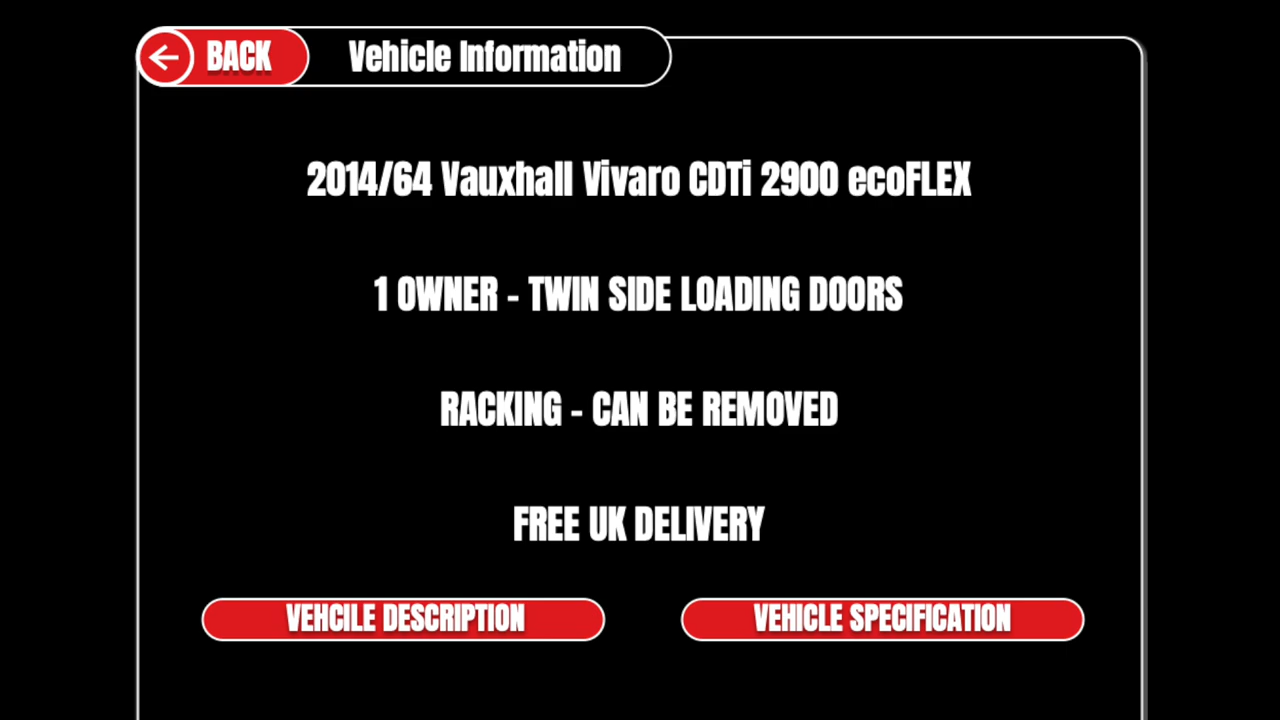 BACK
Vehicle Information
2014/64 Vauxhall Vivaro CDTi 2900 ecoFLEX
1 OWNER - TWIN SIDE LOADING DOORS
RACKING - CAN BE REMOVED
FREE UK DELIVERY
VEHCILE DESCRIPTION
VEHICLE SPECIFICATION